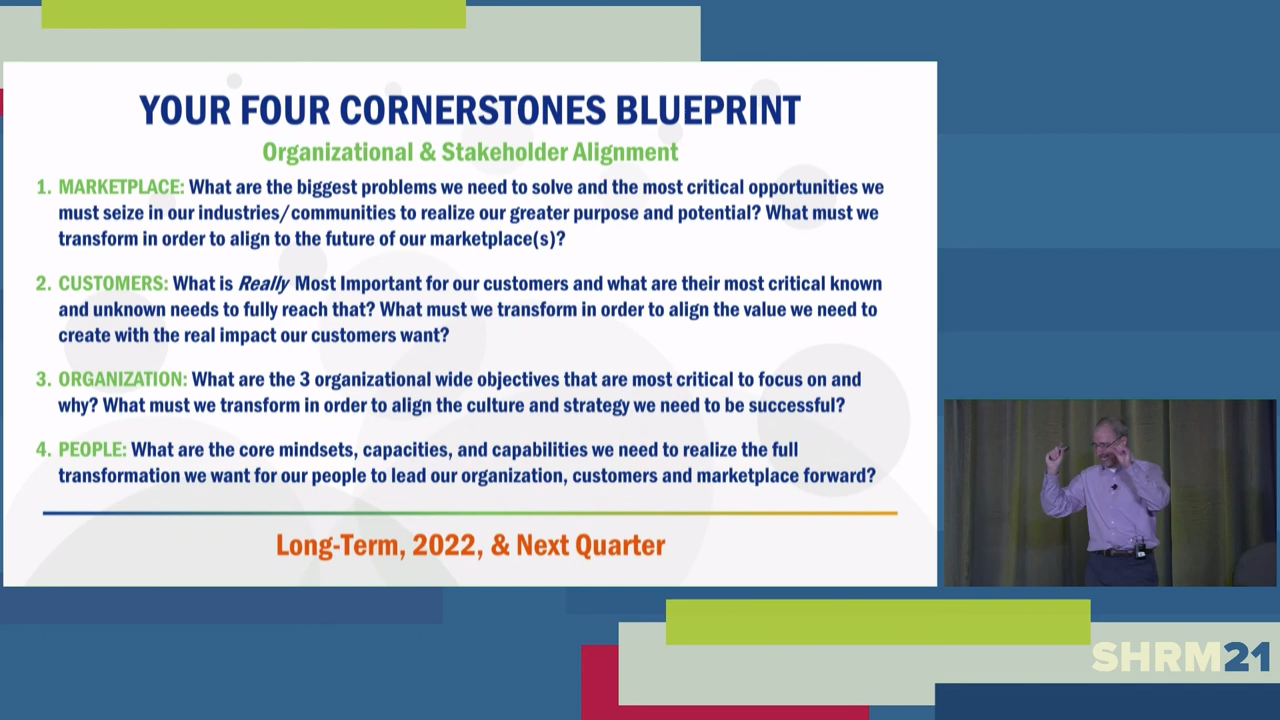 YOUR FOUR CORNERSTONES BLUEPRINT
Organizational & Stakeholder Alignment
1. MARKETPLACE: What are the biggest problems we need to solve and the most critical opportunities we
must seize in our industries/communities to realize our greater purpose and potential? What must we
transform in order to align to the future of our marketplace(s)?
2. CUSTOMERS: What is Really Most Important for our customers and what are their most critical known
and unknown needs to fully reach that? What must we transform in order to align the value we need to
create with the real impact our customers want?
3. ORGANIZATION: What are the 3 organizational wide objectives that are most critical to focus on and
why? What must we transform in order to align the culture and strategy we need to be successful?
4. PEOPLE: What are the core mindsets, capacities, and capabilities we need to realize the full
transformation we want for our people to lead our organization, customers and marketplace forward?
Long-Term, 2022, & Next Quarter
SHRM21